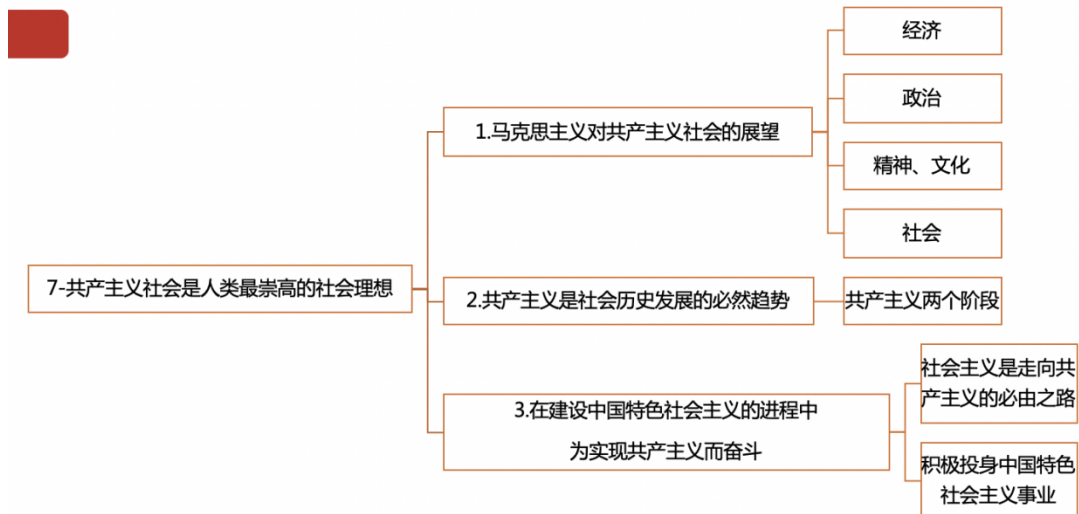 7-共产主义社会是人类最崇高的社会理想
1.马克思主义对共产主义社会的展望
经济
政治
精神、文化
社会
2.共产主义是社会历史发展的必然趋势
共产主义两个阶段
3.在建设中国特色社会主义的进程中
为实现共产主义而奋斗
社会主义是走向共
产主义的必由之路
积极投身中国特色
社会主义事业